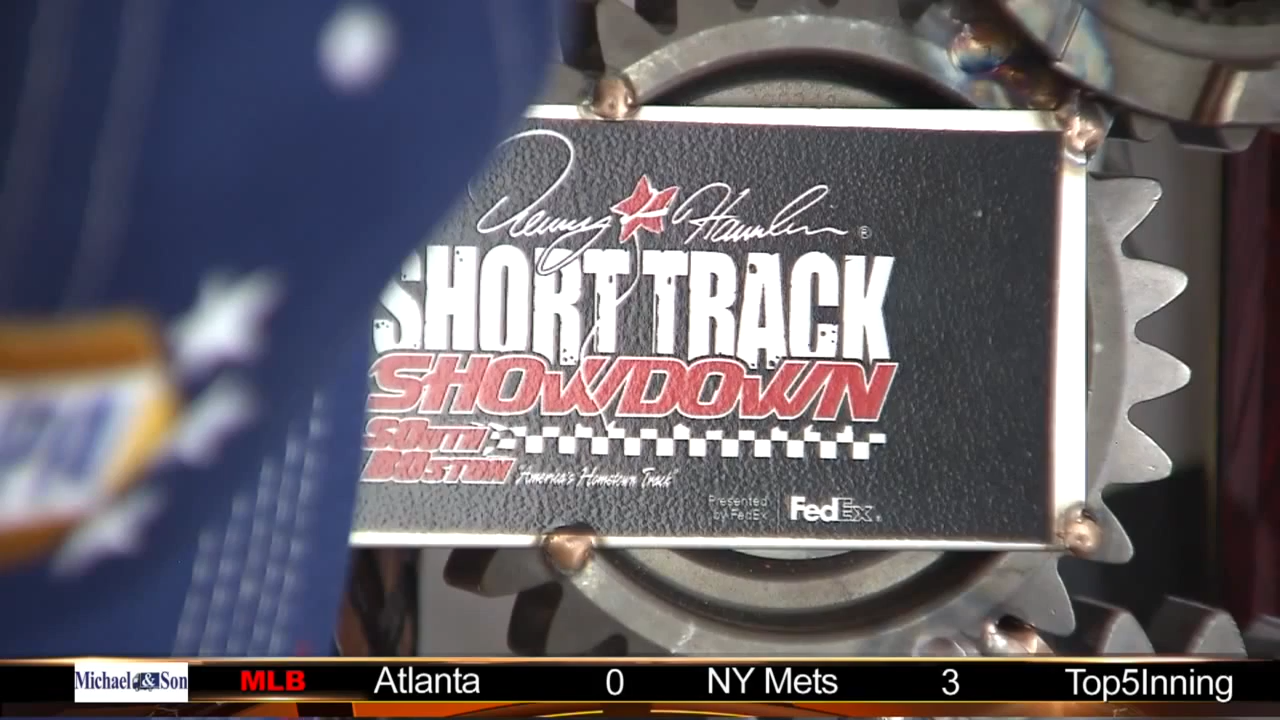 Denny Hamlin ®
SHORT TRACK
SHOWDOWN
SOUTH
BOSTON "America's Hometown Track"
Presented
by FedEx
FedEx®
Michael & Son MLB Atlanta 0 NY Mets 3 Top5Inning